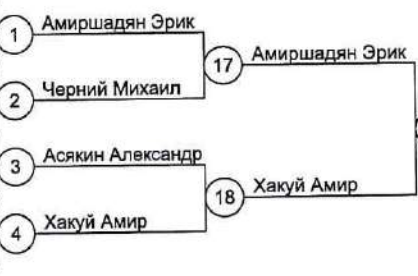 1 Амиршадян Эрик
17 Амиршадян Эрик
2 Черний Михаил
3 Асякин Александр
18 Хакуй Амир
4 Хакуй Амир